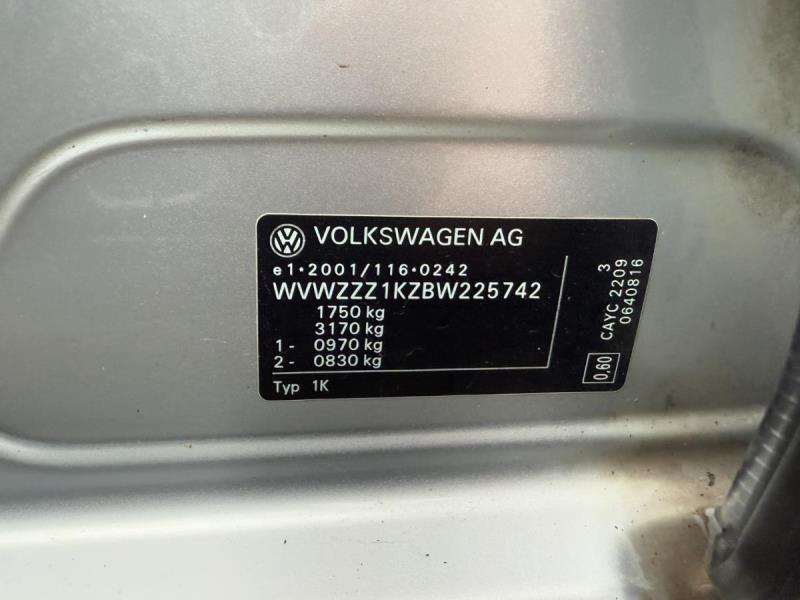 VOLKSWAGEN AG
e1•2001/116•0242
WVWZZZ1KZBW225742
1750 kg
3170 kg
1 - 0970 kg
2 - 0830 kg
Typ 1K
3
CAYC 2209
0640816
0,60